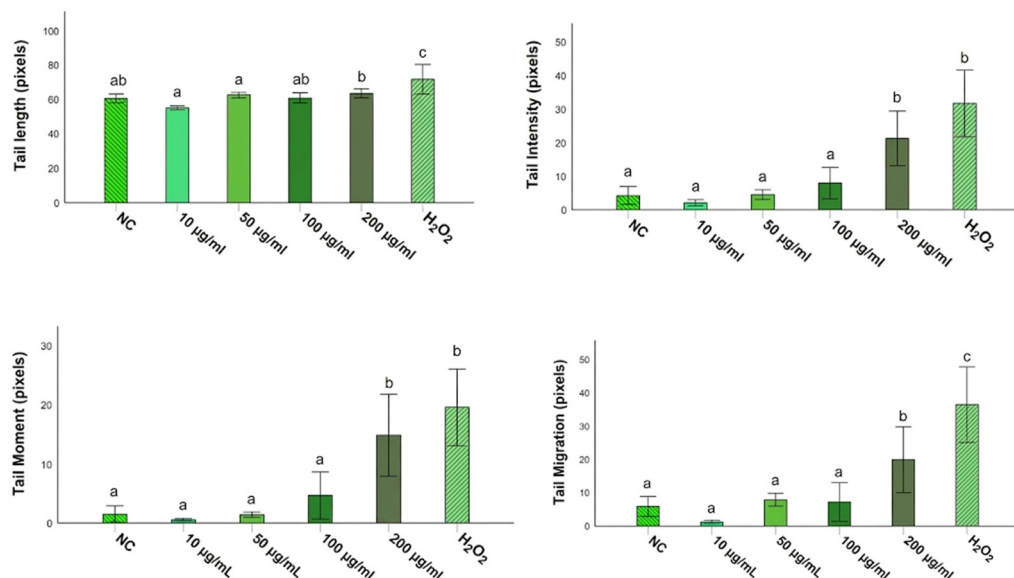 Tail length (pixels)
100
80
60
40
20
0
ab
a
a
ab
b
c
NC
10 µg/ml
50 µg/ml
100 µg/ml
200 µg/ml
H₂O₂
Tail Intensity (pixels)
50
40
30
20
10
0
a
a
a
a
b
b
NC
10 µg/ml
50 µg/ml
100 µg/ml
200 µg/ml
H₂O₂
Tail Moment (pixels)
30
20
10
0
a
a
a
a
b
b
NC
10 µg/mL
50 µg/mL
100 µg/ml
200 µg/ml
H₂O₂
Tail Migration (pixels)
50
40
30
20
10
0
a
a
a
a
b
c
NC
10 µg/mL
50 µg/mL
100 µg/ml
200 µg/ml
H₂O₂